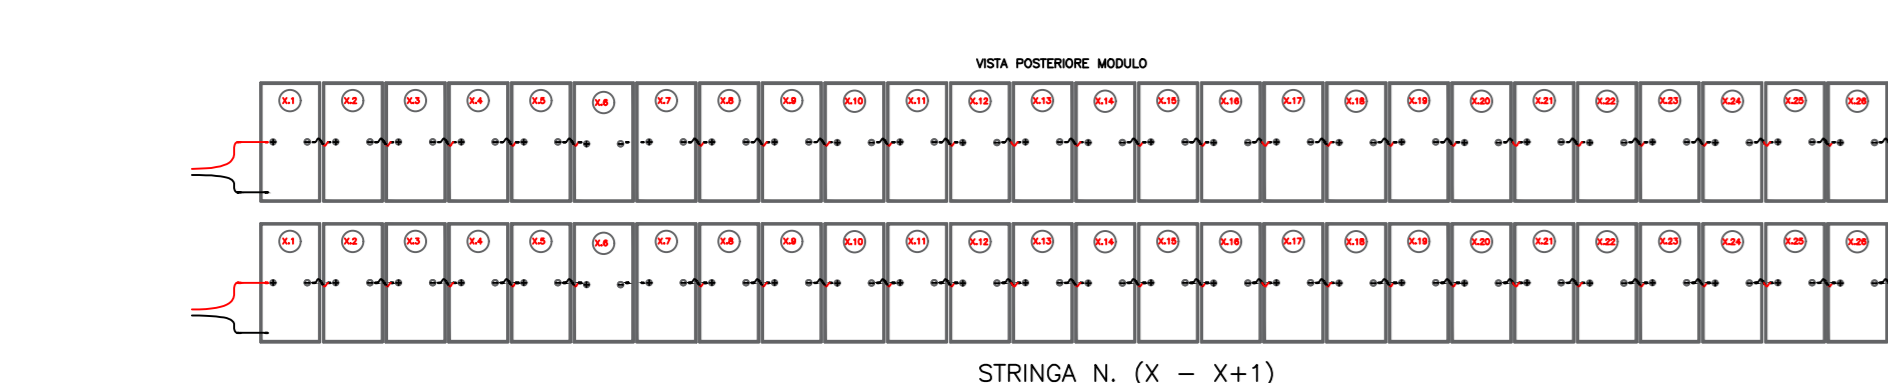 VISTA POSTERIORE MODULO
X.1 X.2 X.3 X.4 X.5 X.6 X.7 X.8 X.9 X.10 X.11 X.12 X.13 X.14 X.15 X.16 X.17 X.18 X.19 X.20 X.21 X.22 X.23 X.24 X.25 X.26
X.1 X.2 X.3 X.4 X.5 X.6 X.7 X.8 X.9 X.10 X.11 X.12 X.13 X.14 X.15 X.16 X.17 X.18 X.19 X.20 X.21 X.22 X.23 X.24 X.25 X.26
STRINGA N. (X − X+1)